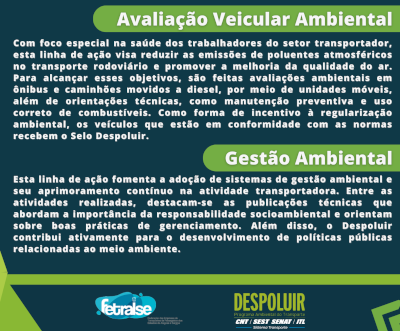 Avaliação Veicular Ambiental
Com foco especial na saúde dos trabalhadores do setor transportador,
esta linha de ação visa reduzir as emissões de poluentes atmosféricos
no transporte rodoviário e promover a melhoria da qualidade do ar.
Para alcançar esses objetivos, são feitas avaliações ambientais em
ônibus e caminhões movidos a diesel, por meio de unidades móveis,
além de orientações técnicas, como manutenção preventiva e uso
correto de combustíveis. Como forma de incentivo à regularização
ambiental, os veículos que estão em conformidade com as normas
recebem o Selo Despoluir.
Gestão Ambiental
Esta linha de ação fomenta a adoção de sistemas de gestão ambiental e
seu aprimoramento contínuo na atividade transportadora. Entre as
atividades realizadas, destacam-se as publicações técnicas que
abordam a importância da responsabilidade socioambiental e orientam
sobre boas práticas de gerenciamento. Além disso, o Despoluir
contribui ativamente para o desenvolvimento de políticas públicas
relacionadas ao meio ambiente.
fetralse
DESPOLUIR
Programa Ambiental do Transporte
CNT | SEST SENAT | ITL
Sistema Transporte